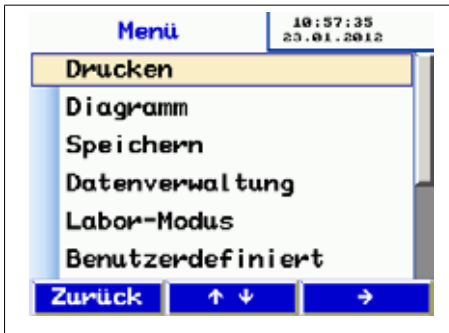 Menü
10:57:35
23.01.2012
Drucken
Diagramm
Speichern
Datenverwaltung
Labor-Modus
Benutzerdefiniert
Zurück ↑ ↓ →